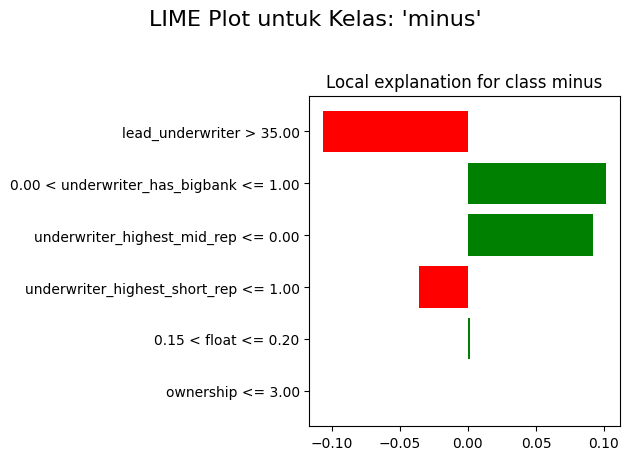 LIME Plot untuk Kelas: 'minus'
Local explanation for class minus
lead_underwriter > 35.00
0.00 < underwriter_has_bigbank <= 1.00
underwriter_highest_mid_rep <= 0.00
underwriter_highest_short_rep <= 1.00
0.15 < float <= 0.20
ownership <= 3.00
−0.10 −0.05 0.00 0.05 0.10